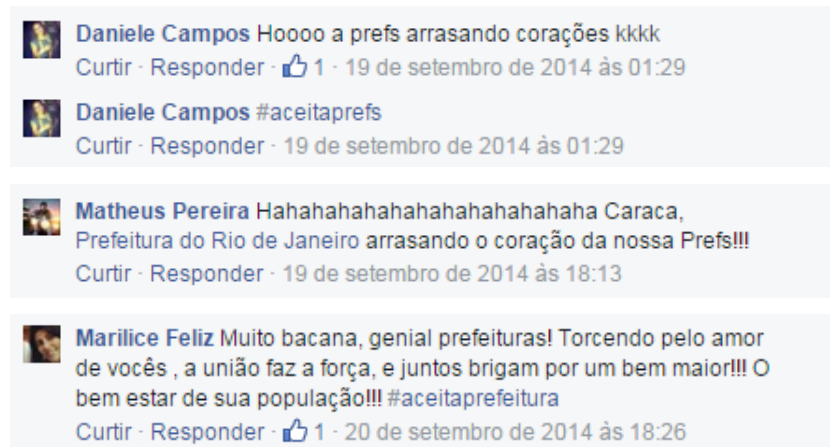 Daniele Campos Hoooo a prefs arrasando corações kkkk
Curtir · Responder · 1 · 19 de setembro de 2014 às 01:29
Daniele Campos #aceitaprefs
Curtir · Responder · 19 de setembro de 2014 às 01:29
Matheus Pereira Hahahahahahahahahahahahaha Caraca,
Prefeitura do Rio de Janeiro arrasando o coração da nossa Prefs!!!
Curtir · Responder · 19 de setembro de 2014 às 18:13
Marilice Feliz Muito bacana, genial prefeituras! Torcendo pelo amor
de vocês , a união faz a força, e juntos brigam por um bem maior!!! O
bem estar de sua população!!! #aceitaprefeitura
Curtir · Responder · 1 · 20 de setembro de 2014 às 18:26